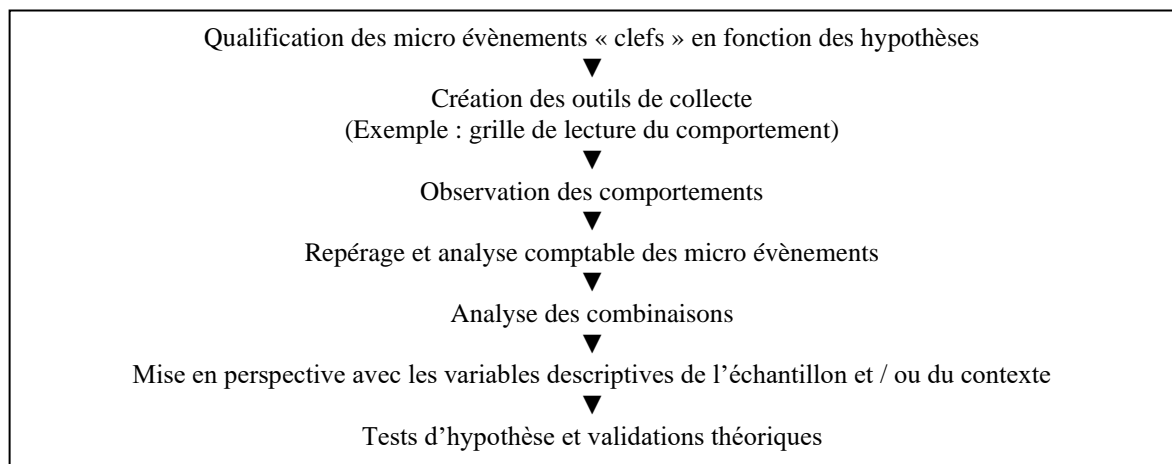 Qualification des micro évènements « clefs » en fonction des hypothèses
▼
Création des outils de collecte
(Exemple : grille de lecture du comportement)
▼
Observation des comportements
▼
Repérage et analyse comptable des micro évènements
▼
Analyse des combinaisons
▼
Mise en perspective avec les variables descriptives de l’échantillon et / ou du contexte
▼
Tests d’hypothèse et validations théoriques